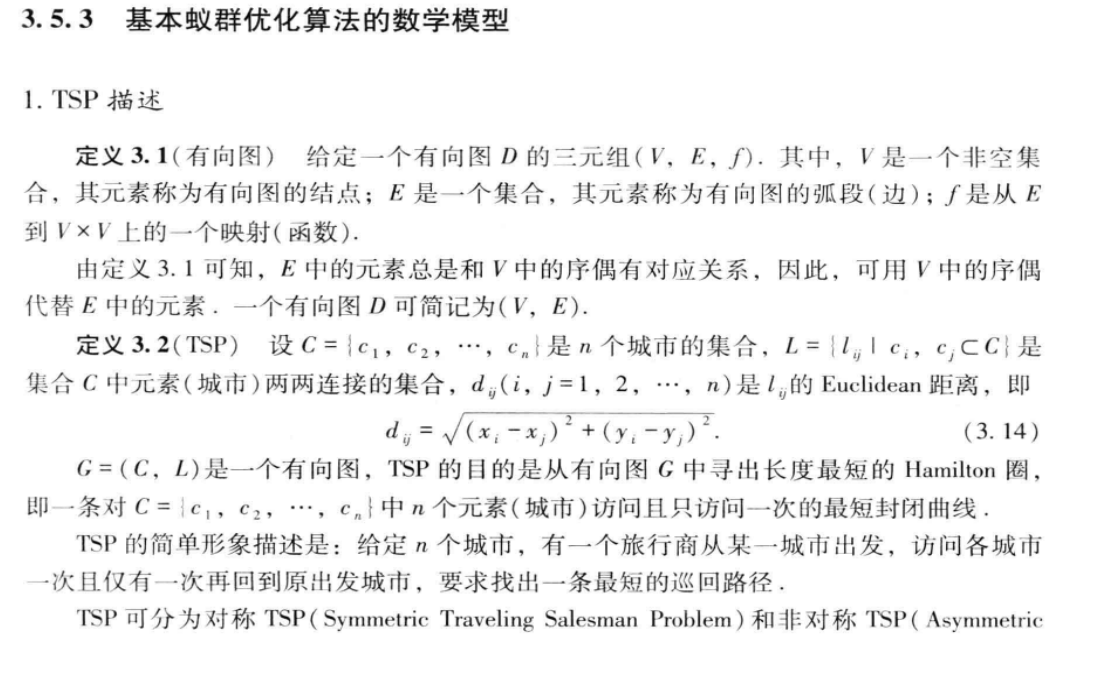 3.5.3 基本蚁群优化算法的数学模型
1. TSP 描述
定义 3.1(有向图) 给定一个有向图 D 的三元组(V, E, f). 其中, V 是一个非空集
合, 其元素称为有向图的结点; E 是一个集合, 其元素称为有向图的弧段(边); f 是从 E
到 V×V 上的一个映射(函数).
由定义 3.1 可知, E 中的元素总是和 V 中的序偶有对应关系, 因此, 可用 V 中的序偶
代替 E 中的元素. 一个有向图 D 可简记为(V, E).
定义 3.2(TSP) 设 C = {c₁, c₂, ⋯, cₙ}是 n 个城市的集合, L = {l_ij | c_i, c_j⊂C}是
集合 C 中元素(城市)两两连接的集合, d_ij(i, j=1, 2, ⋯, n)是 l_ij的 Euclidean 距离, 即
d_ij = √((x_i -x_j)² +(y_i -y_j)²). (3.14)
G=(C, L)是一个有向图, TSP 的目的是从有向图 G 中寻出长度最短的 Hamilton 圈,
即一条对 C = {c₁, c₂, ⋯, cₙ}中 n 个元素(城市)访问且只访问一次的最短封闭曲线.
TSP 的简单形象描述是: 给定 n 个城市, 有一个旅行商从某一城市出发, 访问各城市
一次且仅有一次再回到原出发城市, 要求找出一条最短的巡回路径.
TSP 可分为对称 TSP(Symmetric Traveling Salesman Problem)和非对称 TSP(Asymmetric